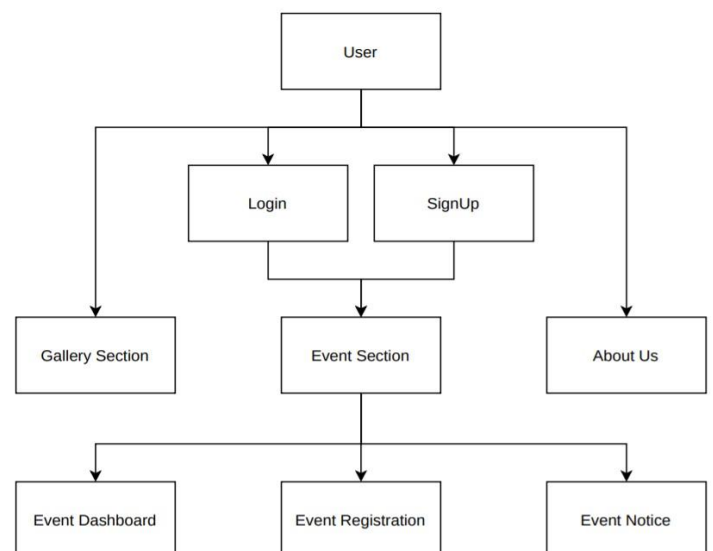 User
Login
SignUp
Gallery Section
Event Section
About Us
Event Dashboard
Event Registration
Event Notice